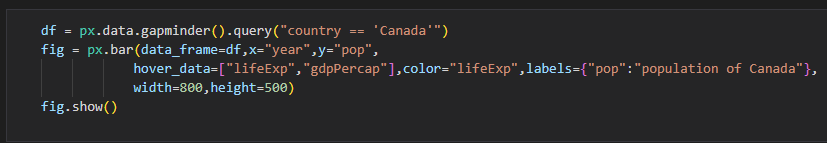 df = px.data.gapminder().query("country == 'Canada'")
fig = px.bar(data_frame=df,x="year",y="pop",
hover_data=["lifeExp","gdpPercap"],color="lifeExp",labels={"pop":"population of Canada"},
width=800,height=500)
fig.show()